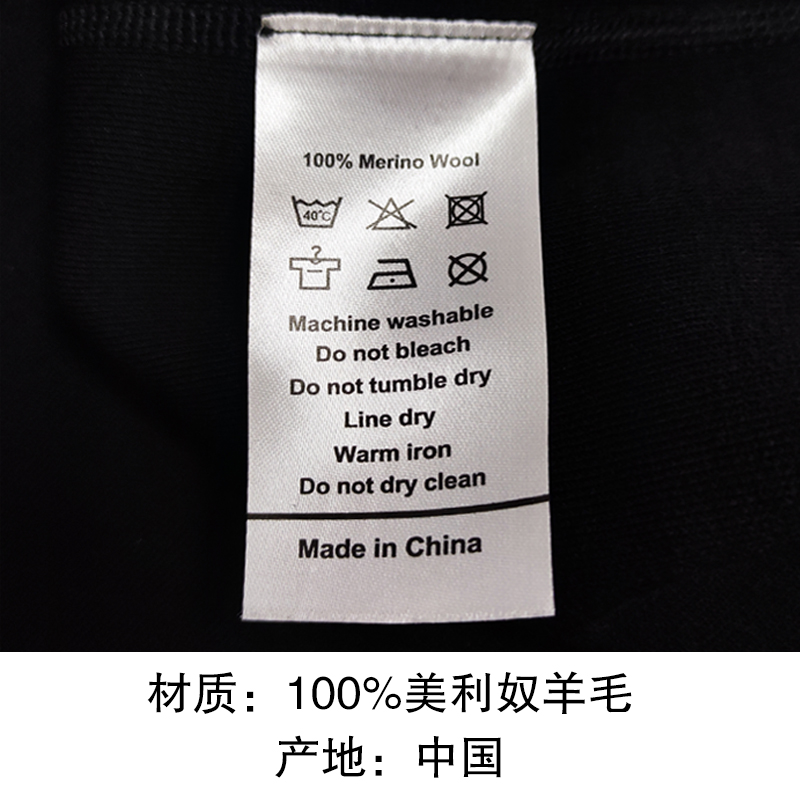 100% Merino Wool
40°C
Machine washable
Do not bleach
Do not tumble dry
Line dry
Warm iron
Do not dry clean
Made in China
材质：100%美利奴羊毛
产地：中国